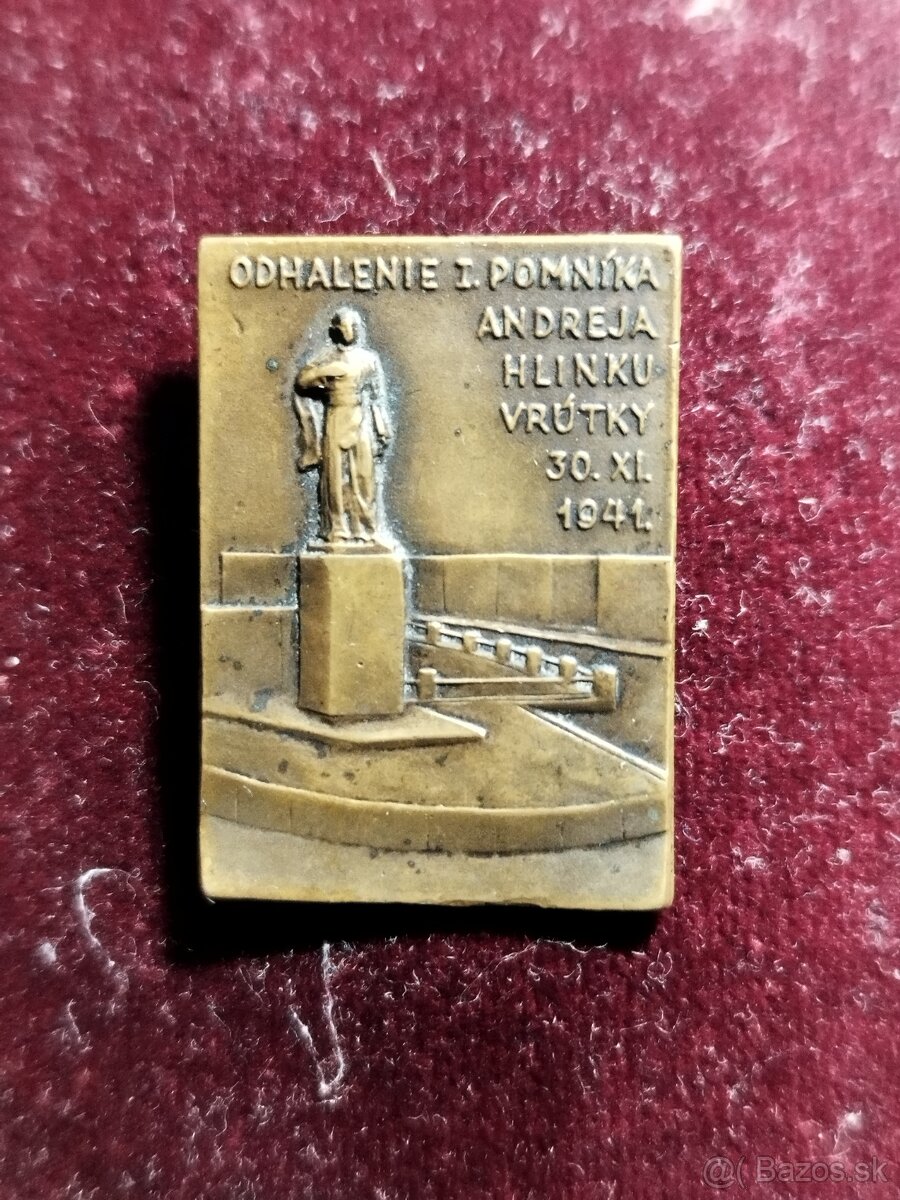 ODHALENIE I. POMNÍKA
ANDREJA
HLINKU
VRÚTKY
30. XI.
1941.
@( Bazos.sk